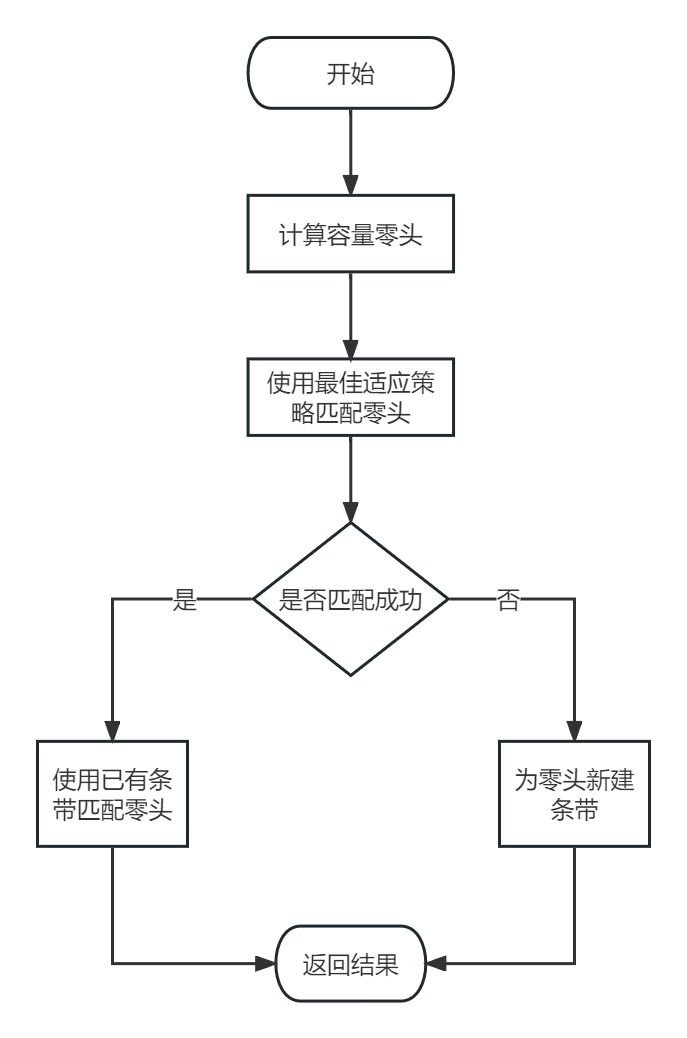 开始
计算容量零头
使用最佳适应策
略匹配零头
是否匹配成功
是
否
使用已有条
带匹配零头
为零头新建
条带
返回结果